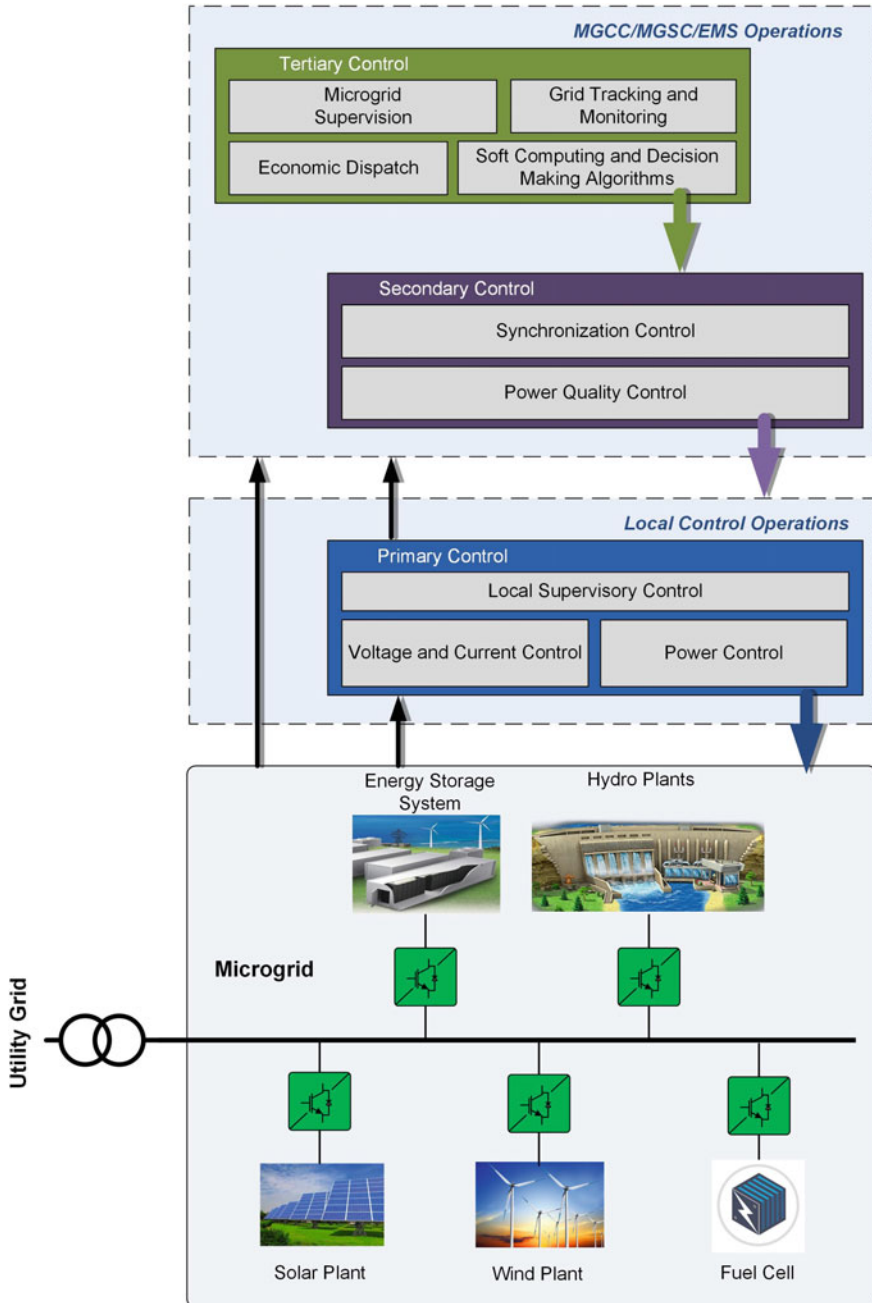 MGCC/MGSC/EMS Operations
Tertiary Control
Microgrid
Supervision
Grid Tracking and
Monitoring
Economic Dispatch
Soft Computing and Decision
Making Algorithms
Secondary Control
Synchronization Control
Power Quality Control
Local Control Operations
Primary Control
Local Supervisory Control
Voltage and Current Control
Power Control
Energy Storage
System
Hydro Plants
Microgrid
Utility Grid
Solar Plant
Wind Plant
Fuel Cell